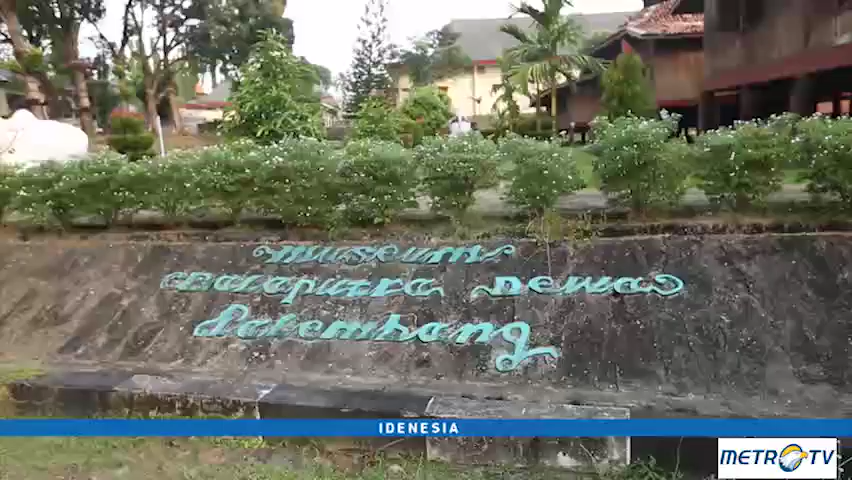 museum
Balaputra Dewa
Palembang
IDENESIA
METRO TV